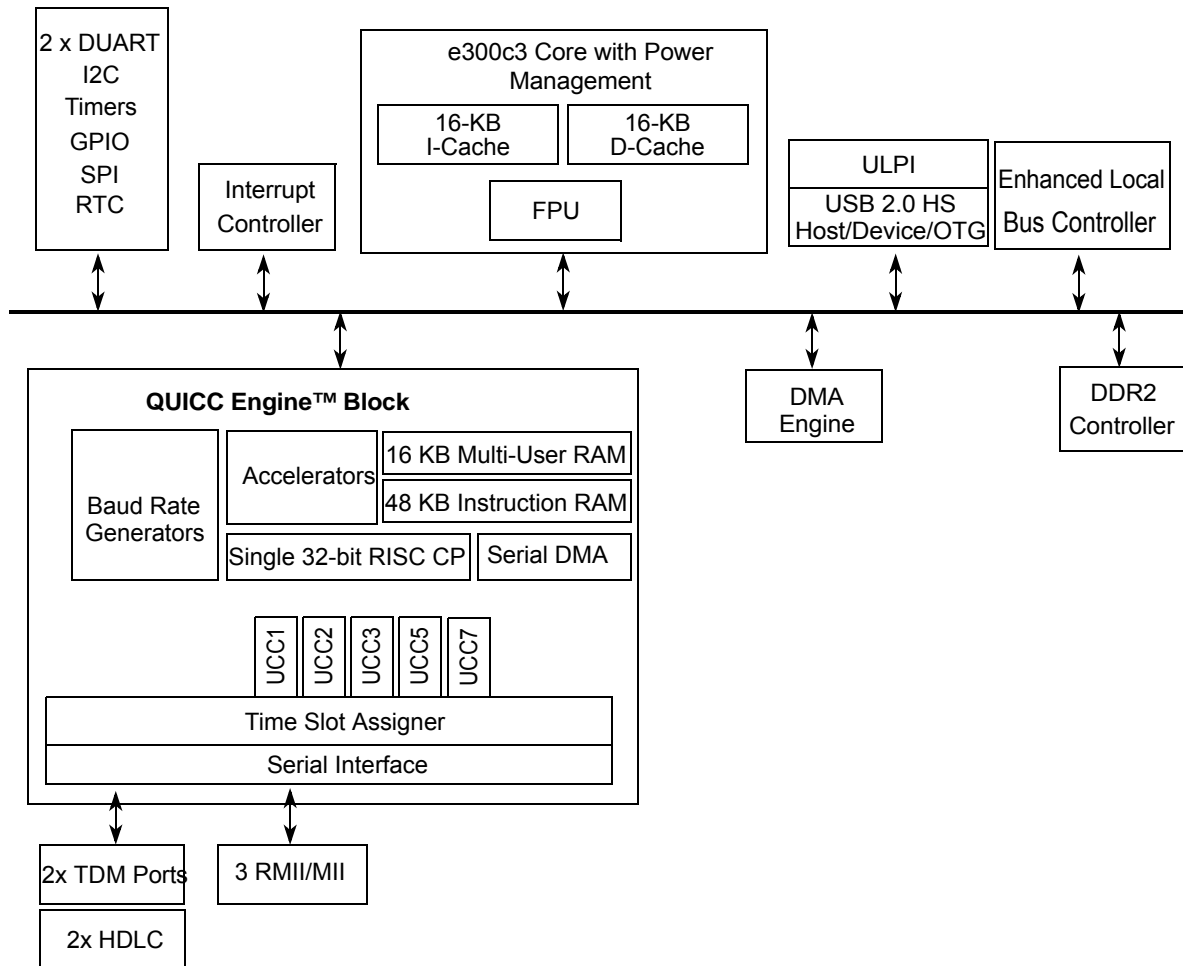 2 x DUART
I2C
Timers
GPIO
SPI
RTC
Interrupt
Controller
e300c3 Core with Power
Management
16-KB
I-Cache
16-KB
D-Cache
FPU
ULPI
USB 2.0 HS
Host/Device/OTG
Enhanced Local
Bus Controller
QUICC Engine™ Block
Baud Rate
Generators
Accelerators
16 KB Multi-User RAM
48 KB Instruction RAM
Single 32-bit RISC CP
Serial DMA
UCC1
UCC2
UCC3
UCC5
UCC7
Time Slot Assigner
Serial Interface
DMA
Engine
DDR2
Controller
2x TDM Ports
3 RMII/MII
2x HDLC